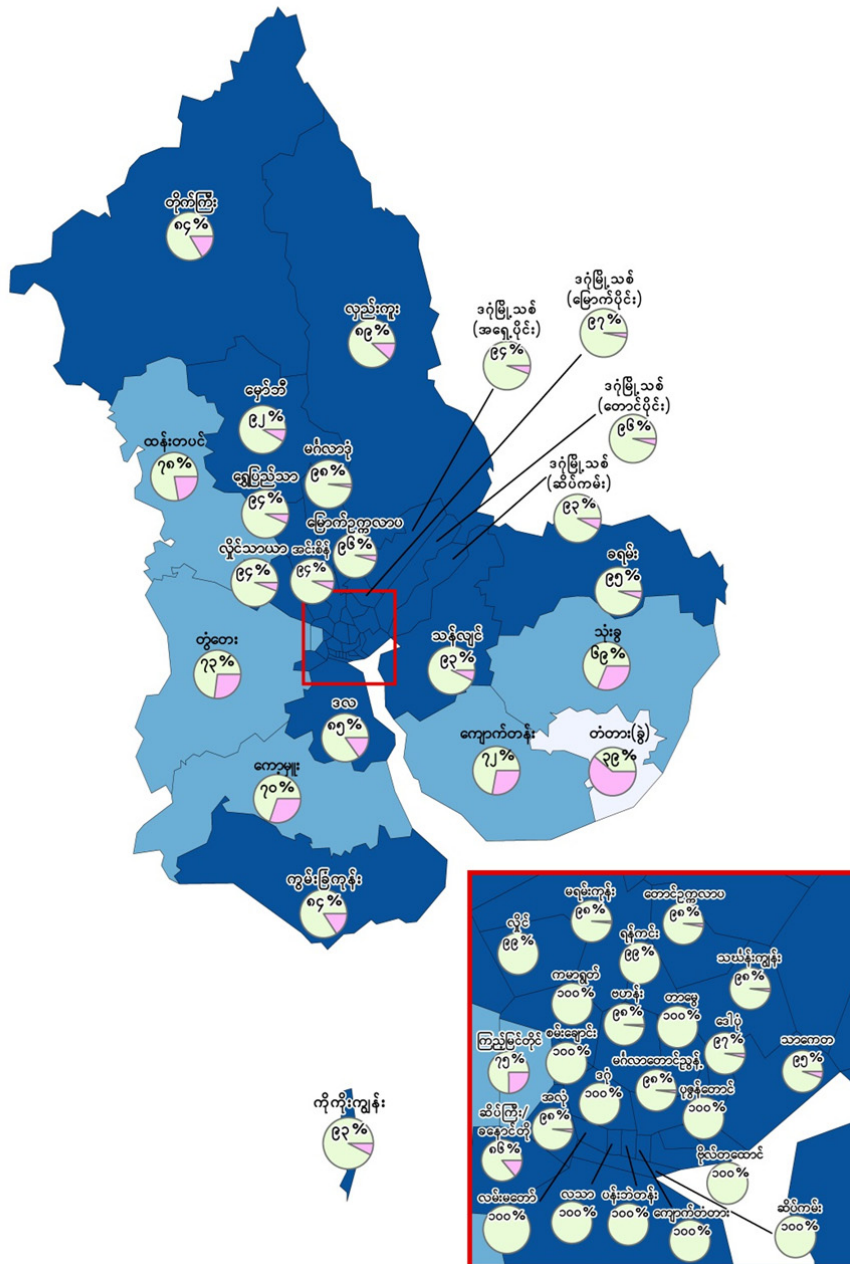 တိုက်ကြီး
၈၄%
လှည်းကူး
၈၉%
ဒဂုံမြို့သစ်
(မြောက်ပိုင်း)
၉၇%
ဒဂုံမြို့သစ်
(အရှေ့ပိုင်း)
၉၄%
ဒဂုံမြို့သစ်
(တောင်ပိုင်း)
၉၆%
မှော်ဘီ
၉၂%
ထန်းတပင်
၇၈%
မင်္ဂလာဒုံ
၉၈%
ဒဂုံမြို့သစ်
(ဆိပ်ကမ်း)
၉၃%
ရွှေပြည်သာ
၉၄%
မြောက်ဥက္ကလာပ
၉၆%
လှိုင်သာယာ
၉၄%
အင်းစိန်
၉၄%
ခရမ်း
၉၅%
တွံတေး
၇၃%
သန်လျင်
၉၃%
သုံးခွ
၆၉%
ဒလ
၈၅%
ကျောက်တန်း
၇၂%
တံတား(ခွဲ)
၃၉%
ကော့မှူး
၇၀%
ကွမ်းခြံကုန်း
၈၄%
ကိုကိုးကျွန်း
၉၃%
မရမ်းကုန်း
၉၈%
တောင်ဥက္ကလာပ
၉၈%
လှိုင်
၉၉%
ရန်ကင်း
၉၉%
သင်္ဃန်းကျွန်း
၉၈%
ကမာရွတ်
၁၀၀%
ဗဟန်း
၉၈%
တာမွေ
၁၀၀%
ဒေါပုံ
၉၇%
သာကေတ
၉၅%
ကြည့်မြင်တိုင်
၇၅%
စမ်းချောင်း
၁၀၀%
ဒဂုံ
၁၀၀%
မင်္ဂလာတောင်ညွန့်
၉၈%
ပုဇွန်တောင်
၁၀၀%
ဆိပ်ကြီး/
ခနောင်တို
၈၆%
အလုံ
၉၈%
ဗိုလ်တထောင်
၁၀၀%
လမ်းမတော်
၁၀၀%
လသာ
၁၀၀%
ပန်းဘဲတန်း
၁၀၀%
ကျောက်တံတား
၁၀၀%
ဆိပ်ကမ်း
၁၀၀%